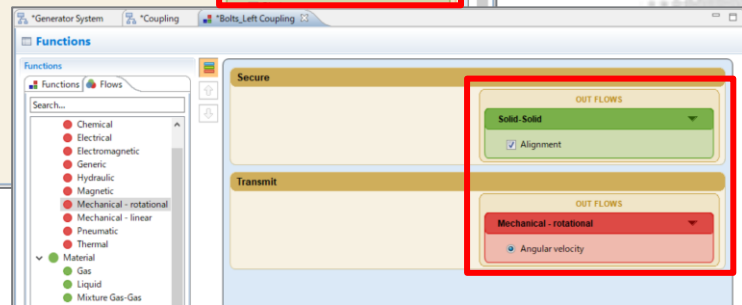 *Generator System
*Coupling
*Bolts_Left Coupling
Functions
Functions
Functions
Flows
Search...
Chemical
Electrical
Electromagnetic
Generic
Hydraulic
Magnetic
Mechanical - rotational
Mechanical - linear
Pneumatic
Thermal
Material
Gas
Liquid
Mixture Gas-Gas
Secure
OUT FLOWS
Solid-Solid
Alignment
Transmit
OUT FLOWS
Mechanical - rotational
Angular velocity